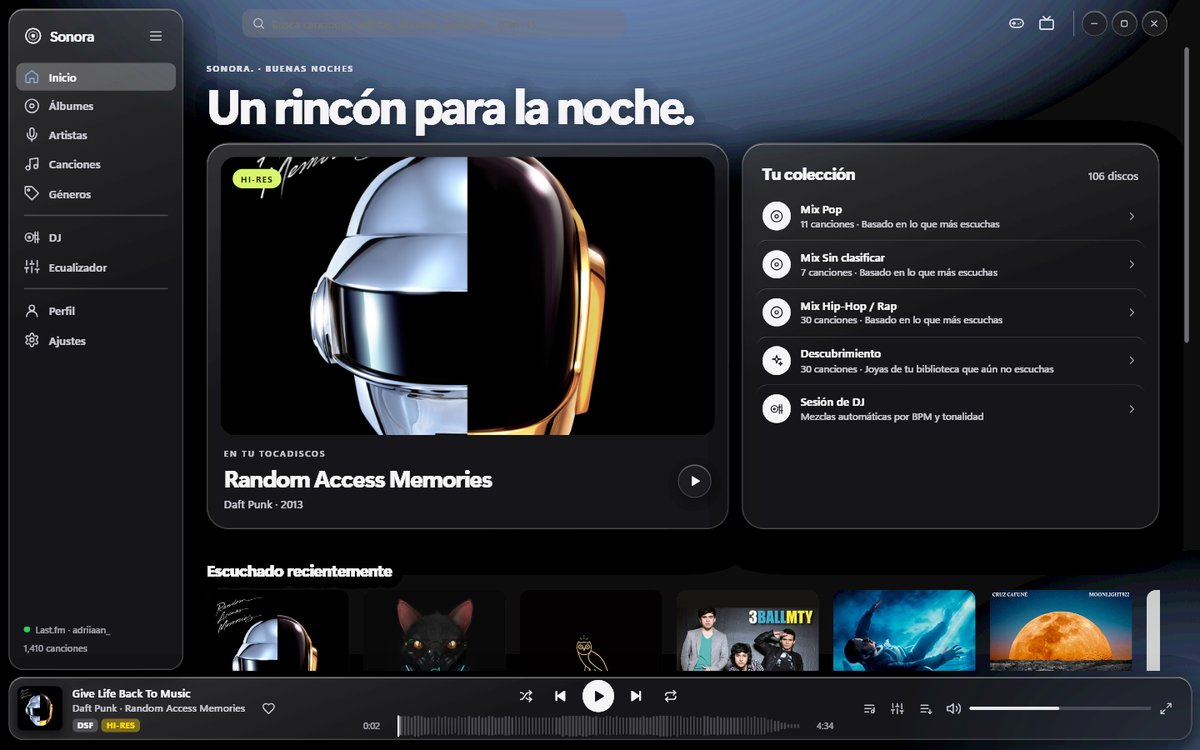 Sonora
Inicio
Álbumes
Artistas
Canciones
Géneros
DJ
Ecualizador
Perfil
Ajustes
Last.fm · adriiaan_
1,410 canciones
SONORA. · BUENAS NOCHES
Un rincón para la noche.
HI-RES
EN TU TOCADISCOS
Random Access Memories
Daft Punk · 2013
Tu colección
106 discos
Mix Pop
11 canciones · Basado en lo que más escuchas
Mix Sin clasificar
7 canciones · Basado en lo que más escuchas
Mix Hip-Hop / Rap
30 canciones · Basado en lo que más escuchas
Descubrimiento
30 canciones · Joyas de tu biblioteca que aún no escuchas
Sesión de DJ
Mezclas automáticas por BPM y tonalidad
Escuchado recientemente
Random
Access
Memories
3BALLMTY
CRUZ CAFUNÉ
MOONLIGHT922
Give Life Back To Music
Daft Punk · Random Access Memories
DSF
HI-RES
0:02
4:34